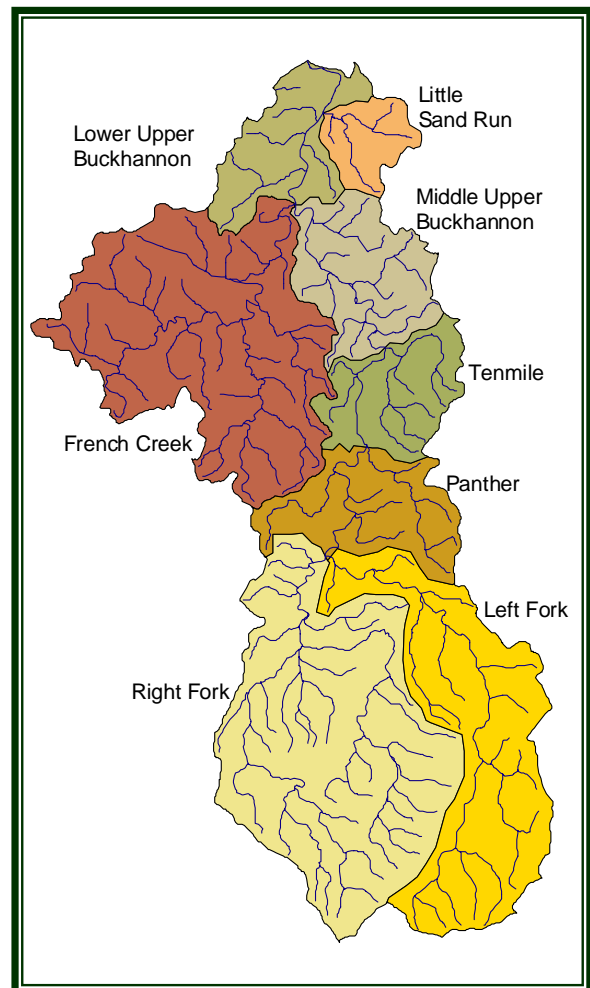 Little
Sand Run
Lower Upper
Buckhannon
Middle Upper
Buckhannon
Tenmile
French Creek
Panther
Left Fork
Right Fork